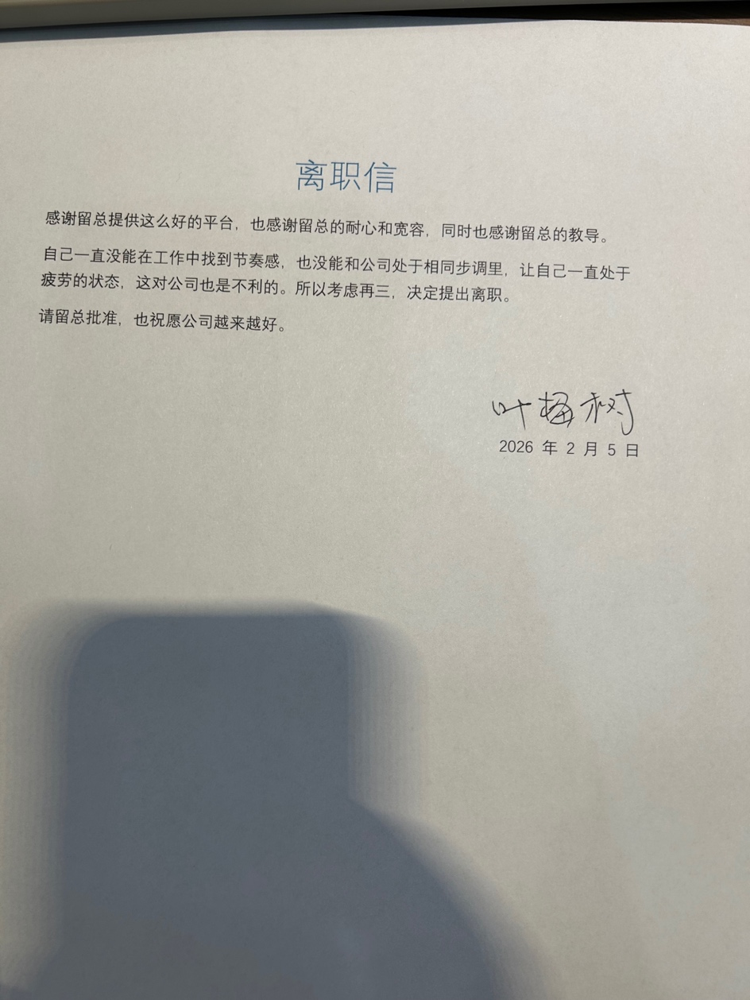 离职信
感谢留总提供这么好的平台，也感谢留总的耐心和宽容，同时也感谢留总的教导。
自己一直没能在工作中找到节奏感，也没能和公司处于相同步调里，让自己一直处于
疲劳的状态，这对公司也是不利的。所以考虑再三，决定提出离职。
请留总批准，也祝愿公司越来越好。
叶梅树
2026 年 2 月 5 日